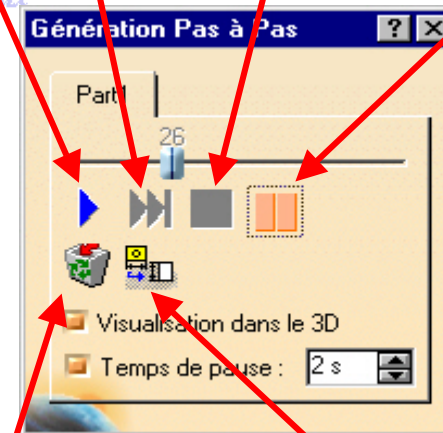 Génération Pas à Pas
Part1
26
Visualisation dans le 3D
Temps de pause : 2 s